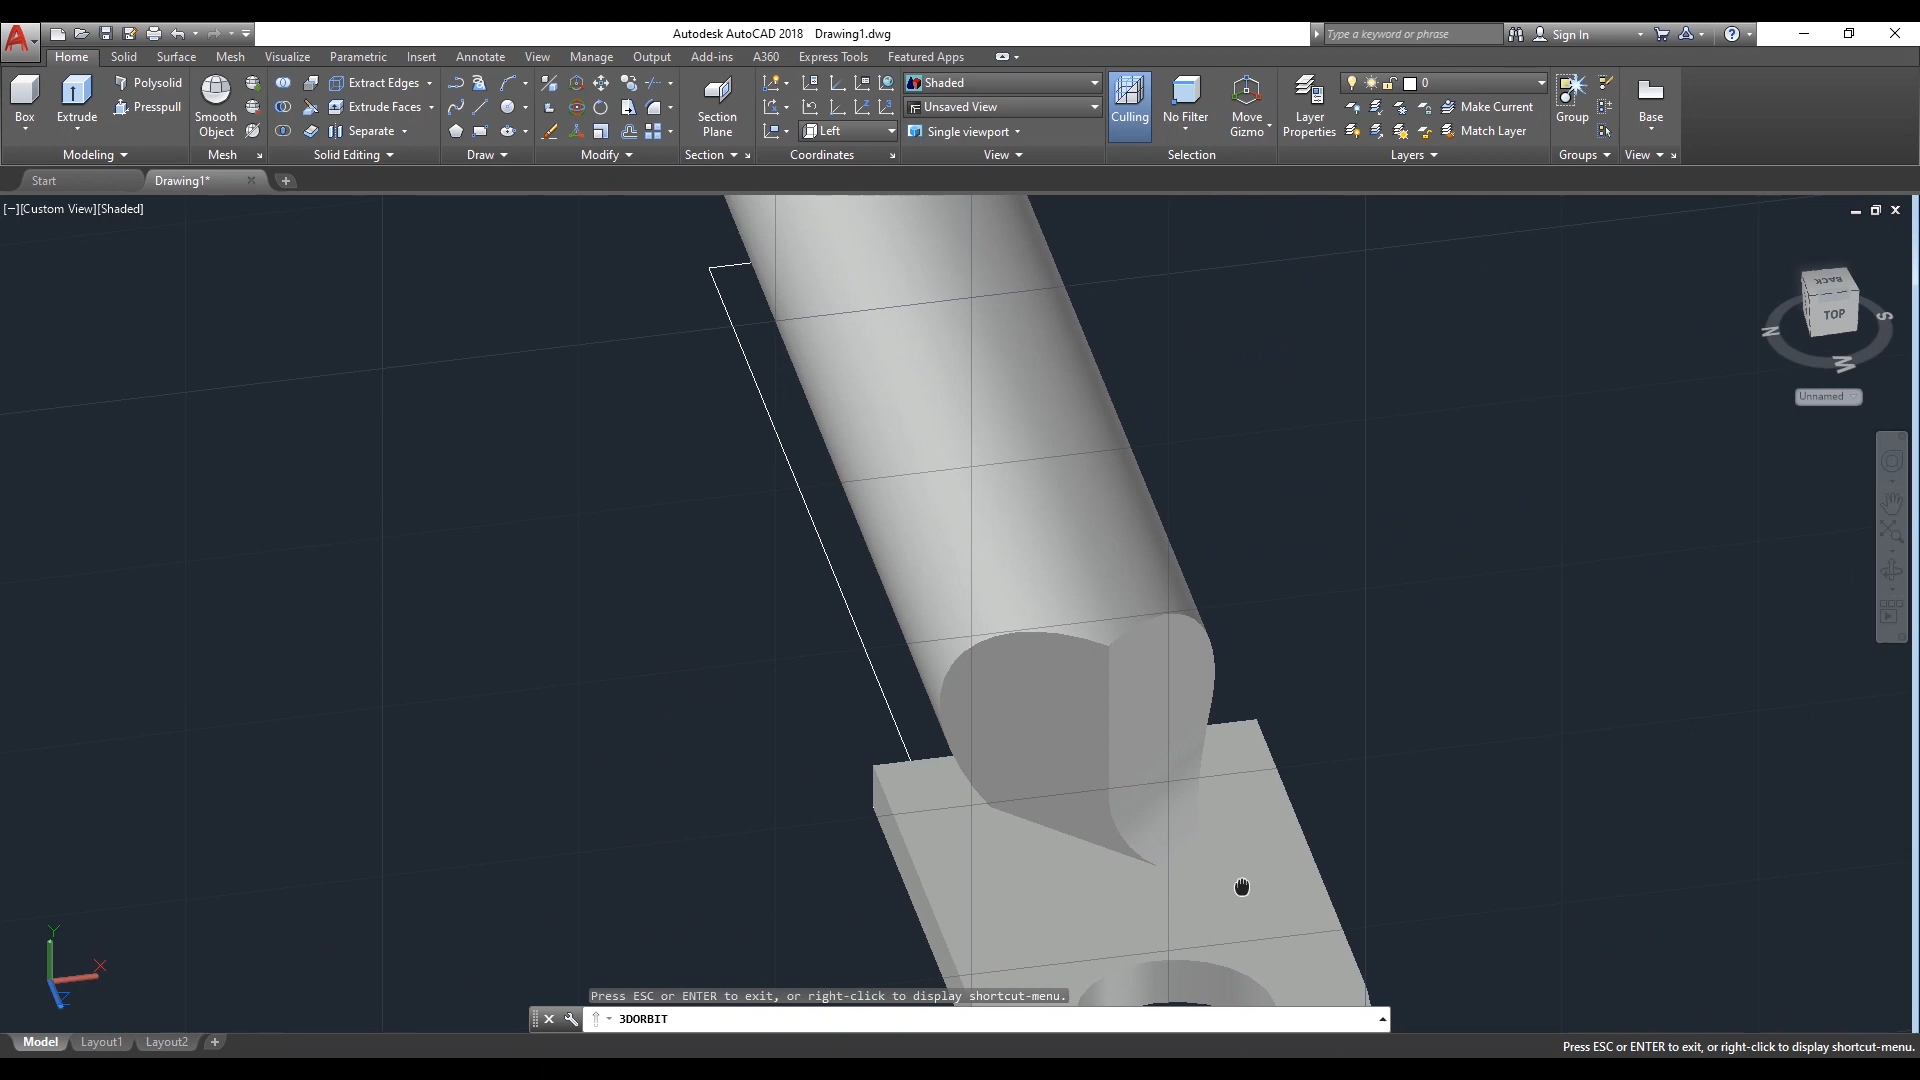 Autodesk AutoCAD 2018 Drawing1.dwg
Type a keyword or phrase
Sign In
Home Solid Surface Mesh Visualize Parametric Insert Annotate View Manage Output Add-ins A360 Express Tools Featured Apps
Box
Extrude
Polysolid
Presspull
Modeling
Smooth Object
Mesh
Extract Edges
Extrude Faces
Separate
Solid Editing
Draw
Modify
Section Plane
Section
Left
Coordinates
Shaded
Unsaved View
Single viewport
View
Culling
No Filter
Move Gizmo
Selection
Layer Properties
0
Make Current
Match Layer
Layers
Group
Groups
Base
View
Start
Drawing1*
[−][Custom View][Shaded]
BACK
TOP
N
S
W
Unnamed
Y
X
Z
Press ESC or ENTER to exit, or right-click to display shortcut-menu.
3DORBIT
Model Layout1 Layout2
Press ESC or ENTER to exit, or right-click to display shortcut-menu.